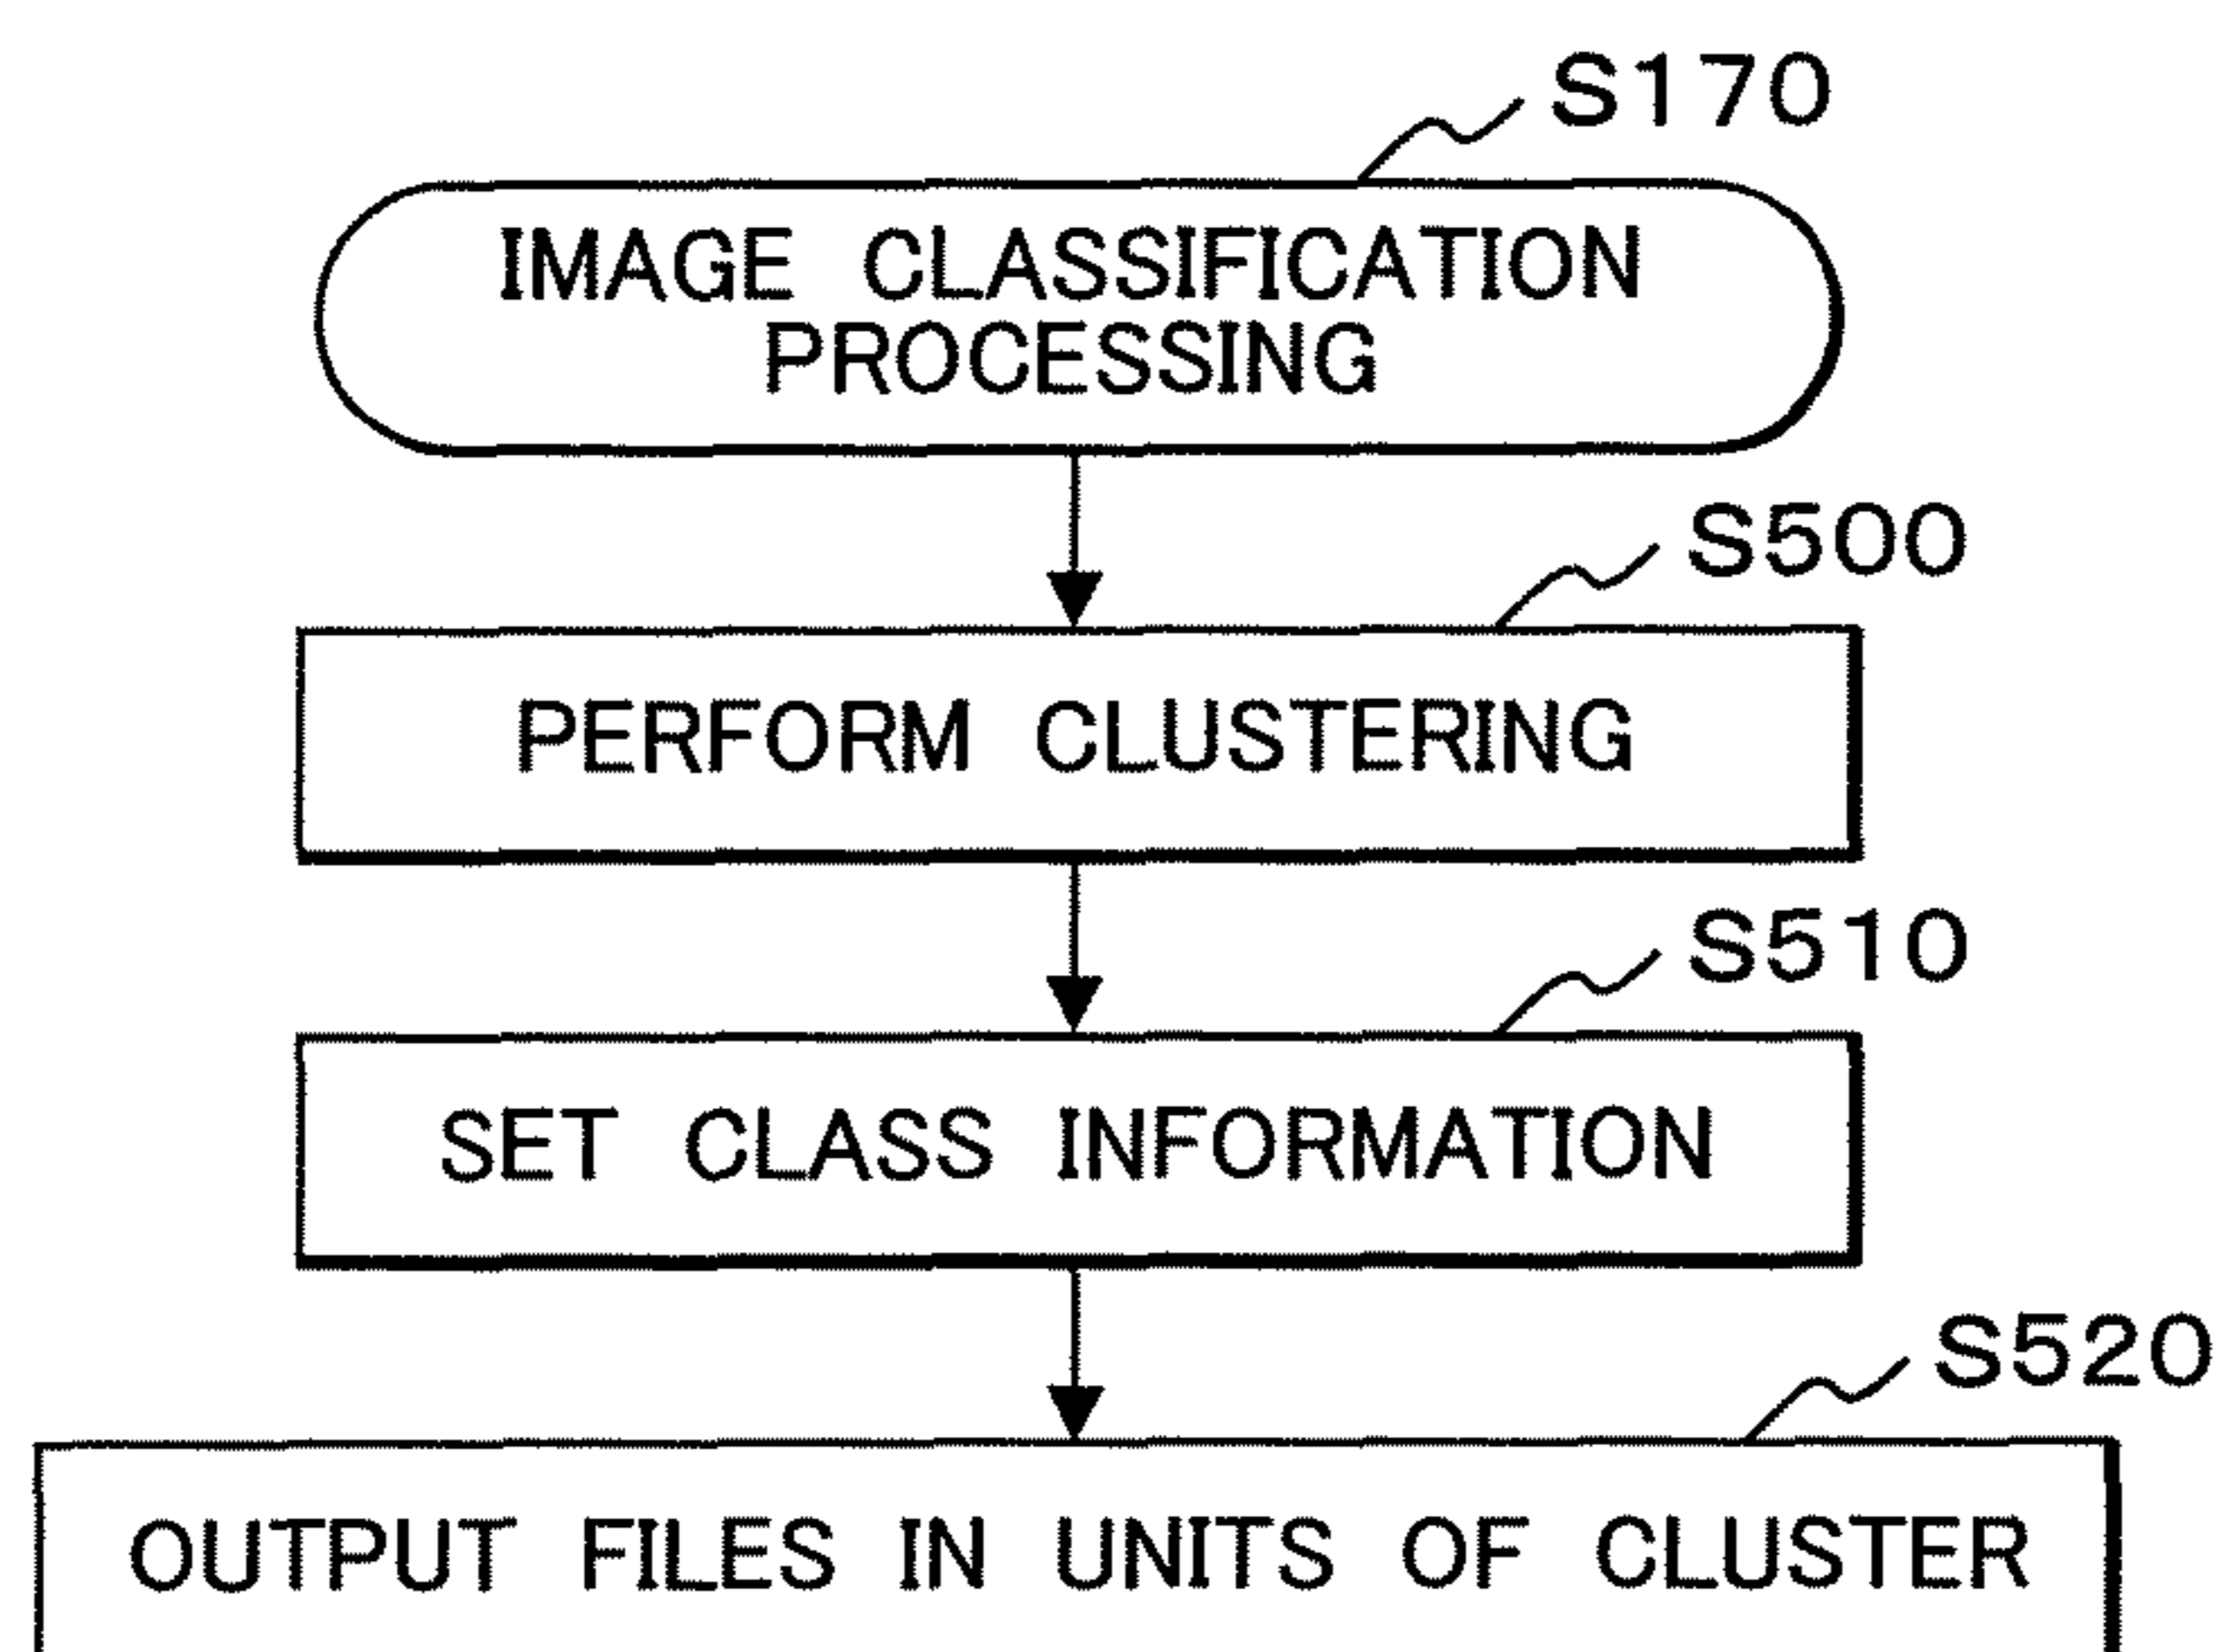 S170
IMAGE CLASSIFICATION
PROCESSING
S500
PERFORM CLUSTERING
S510
SET CLASS INFORMATION
S520
OUTPUT FILES IN UNITS OF CLUSTER